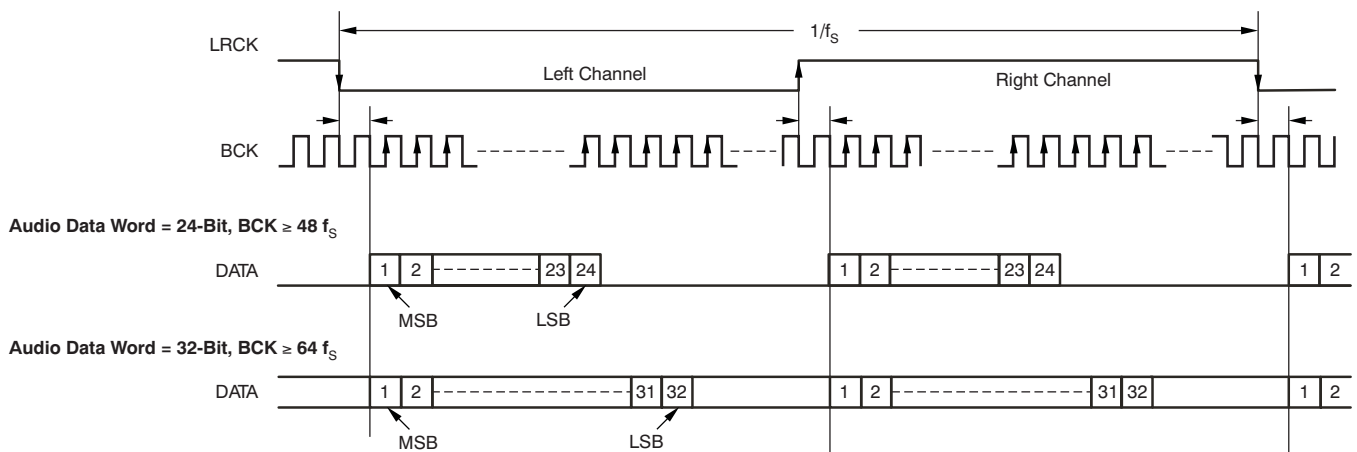 1/fS
LRCK
Left Channel
Right Channel
BCK
Audio Data Word = 24-Bit, BCK ≥ 48 fS
DATA
1 2 23 24 1 2 23 24 1 2
MSB LSB
Audio Data Word = 32-Bit, BCK ≥ 64 fS
DATA
1 2 31 32 1 2 31 32 1 2
MSB LSB